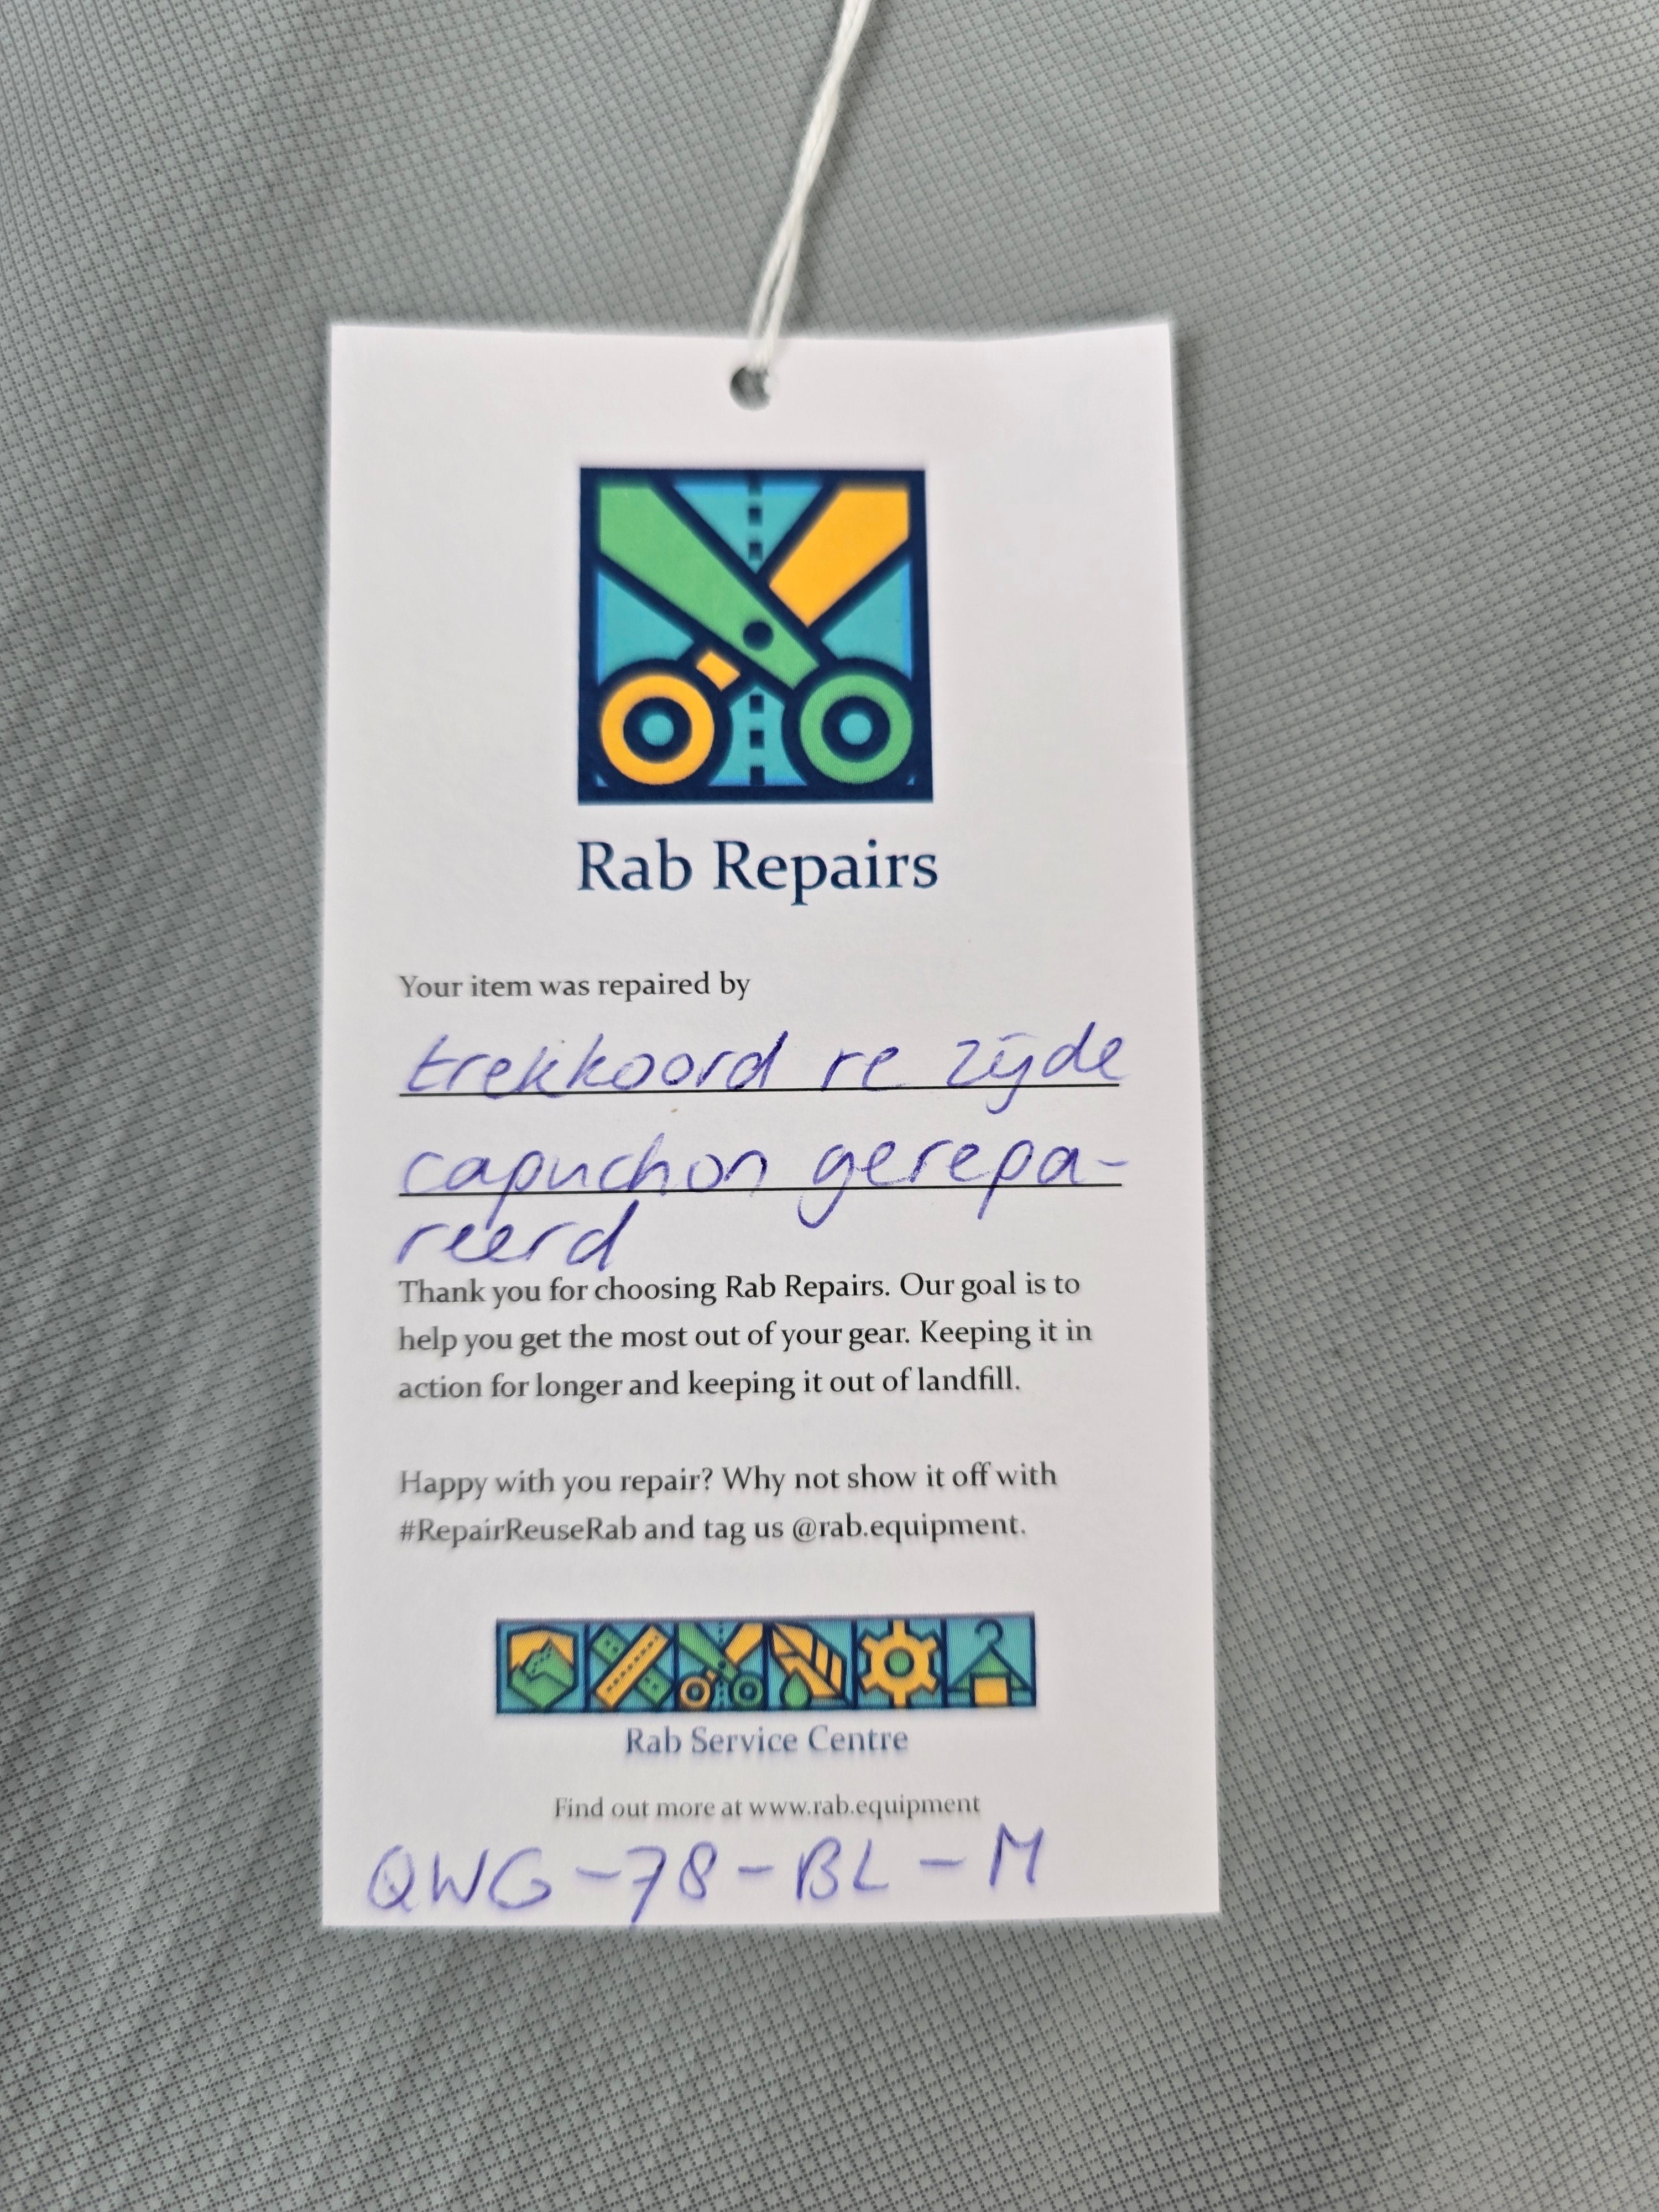 Rab Repairs
Your item was repaired by
trekkoord re zijde
capuchon gerepa-
reerd
Thank you for choosing Rab Repairs. Our goal is to
help you get the most out of your gear. Keeping it in
action for longer and keeping it out of landfill.
Happy with you repair? Why not show it off with
#RepairReuseRab and tag us @rab.equipment.
Rab Service Centre
Find out more at www.rab.equipment
QWG-78-BL-M